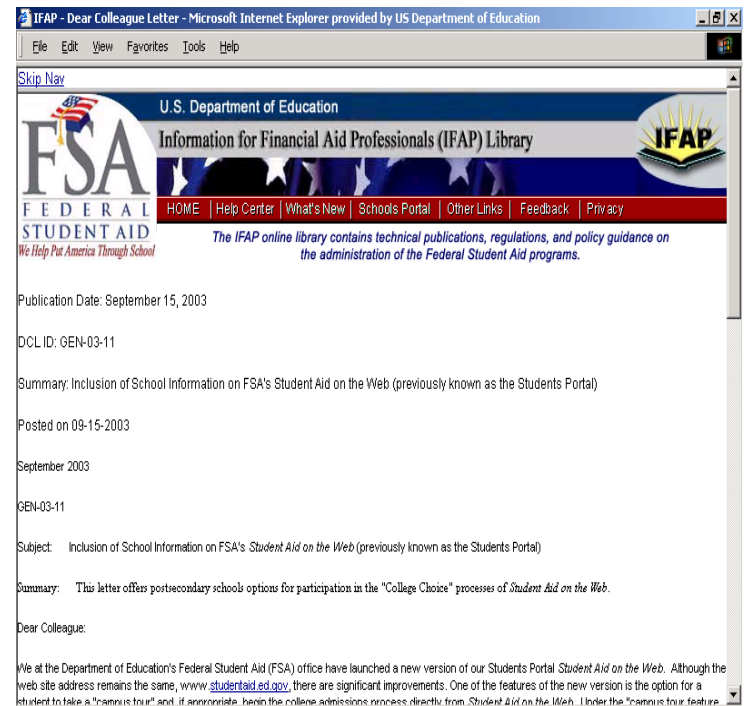 IFAP - Dear Colleague Letter - Microsoft Internet Explorer provided by US Department of Education
File Edit View Favorites Tools Help
Skip Nav
U.S. Department of Education
Information for Financial Aid Professionals (IFAP) Library
IFAP
FSA
FEDERAL
STUDENT AID
We Help Put America Through School
HOME | Help Center | What's New | Schools Portal | Other Links | Feedback | Privacy
The IFAP online library contains technical publications, regulations, and policy guidance on
the administration of the Federal Student Aid programs.
Publication Date: September 15, 2003
DCL ID: GEN-03-11
Summary: Inclusion of School Information on FSA's Student Aid on the Web (previously known as the Students Portal)
Posted on 09-15-2003
September 2003
GEN-03-11
Subject: Inclusion of School Information on FSA's Student Aid on the Web (previously known as the Students Portal)
Summary: This letter offers postsecondary schools options for participation in the "College Choice" processes of Student Aid on the Web.
Dear Colleague:
We at the Department of Education's Federal Student Aid (FSA) office have launched a new version of our Students Portal Student Aid on the Web. Although the
web site address remains the same, www.studentaid.ed.gov, there are significant improvements. One of the features of the new version is the option for a
student to take a "campus tour" and, if appropriate, begin the college admissions process directly from Student Aid on the Web. Under the "campus tour feature